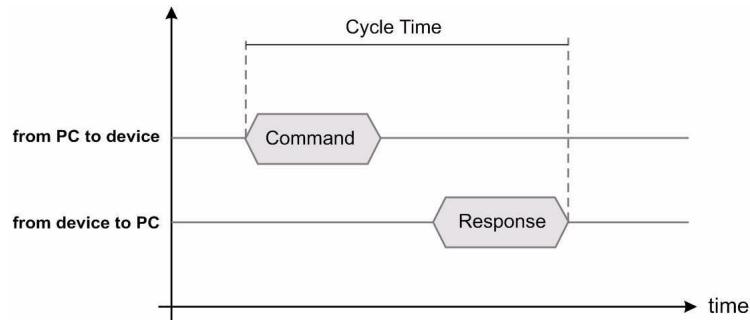 Cycle Time
from PC to device
Command
from device to PC
Response
time